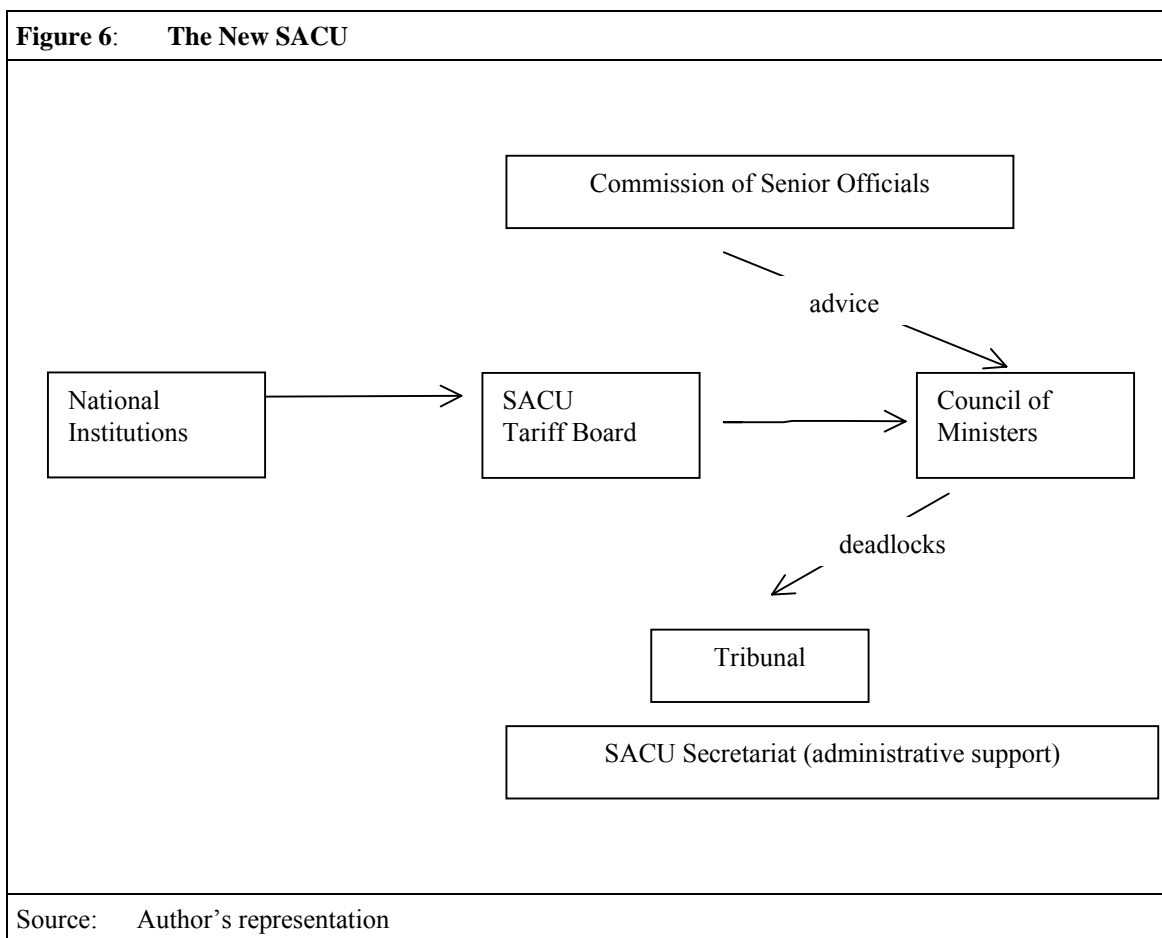 Figure 6: The New SACU
Commission of Senior Officials
advice
National
Institutions
SACU
Tariff Board
Council of
Ministers
deadlocks
Tribunal
SACU Secretariat (administrative support)
Source: Author’s representation